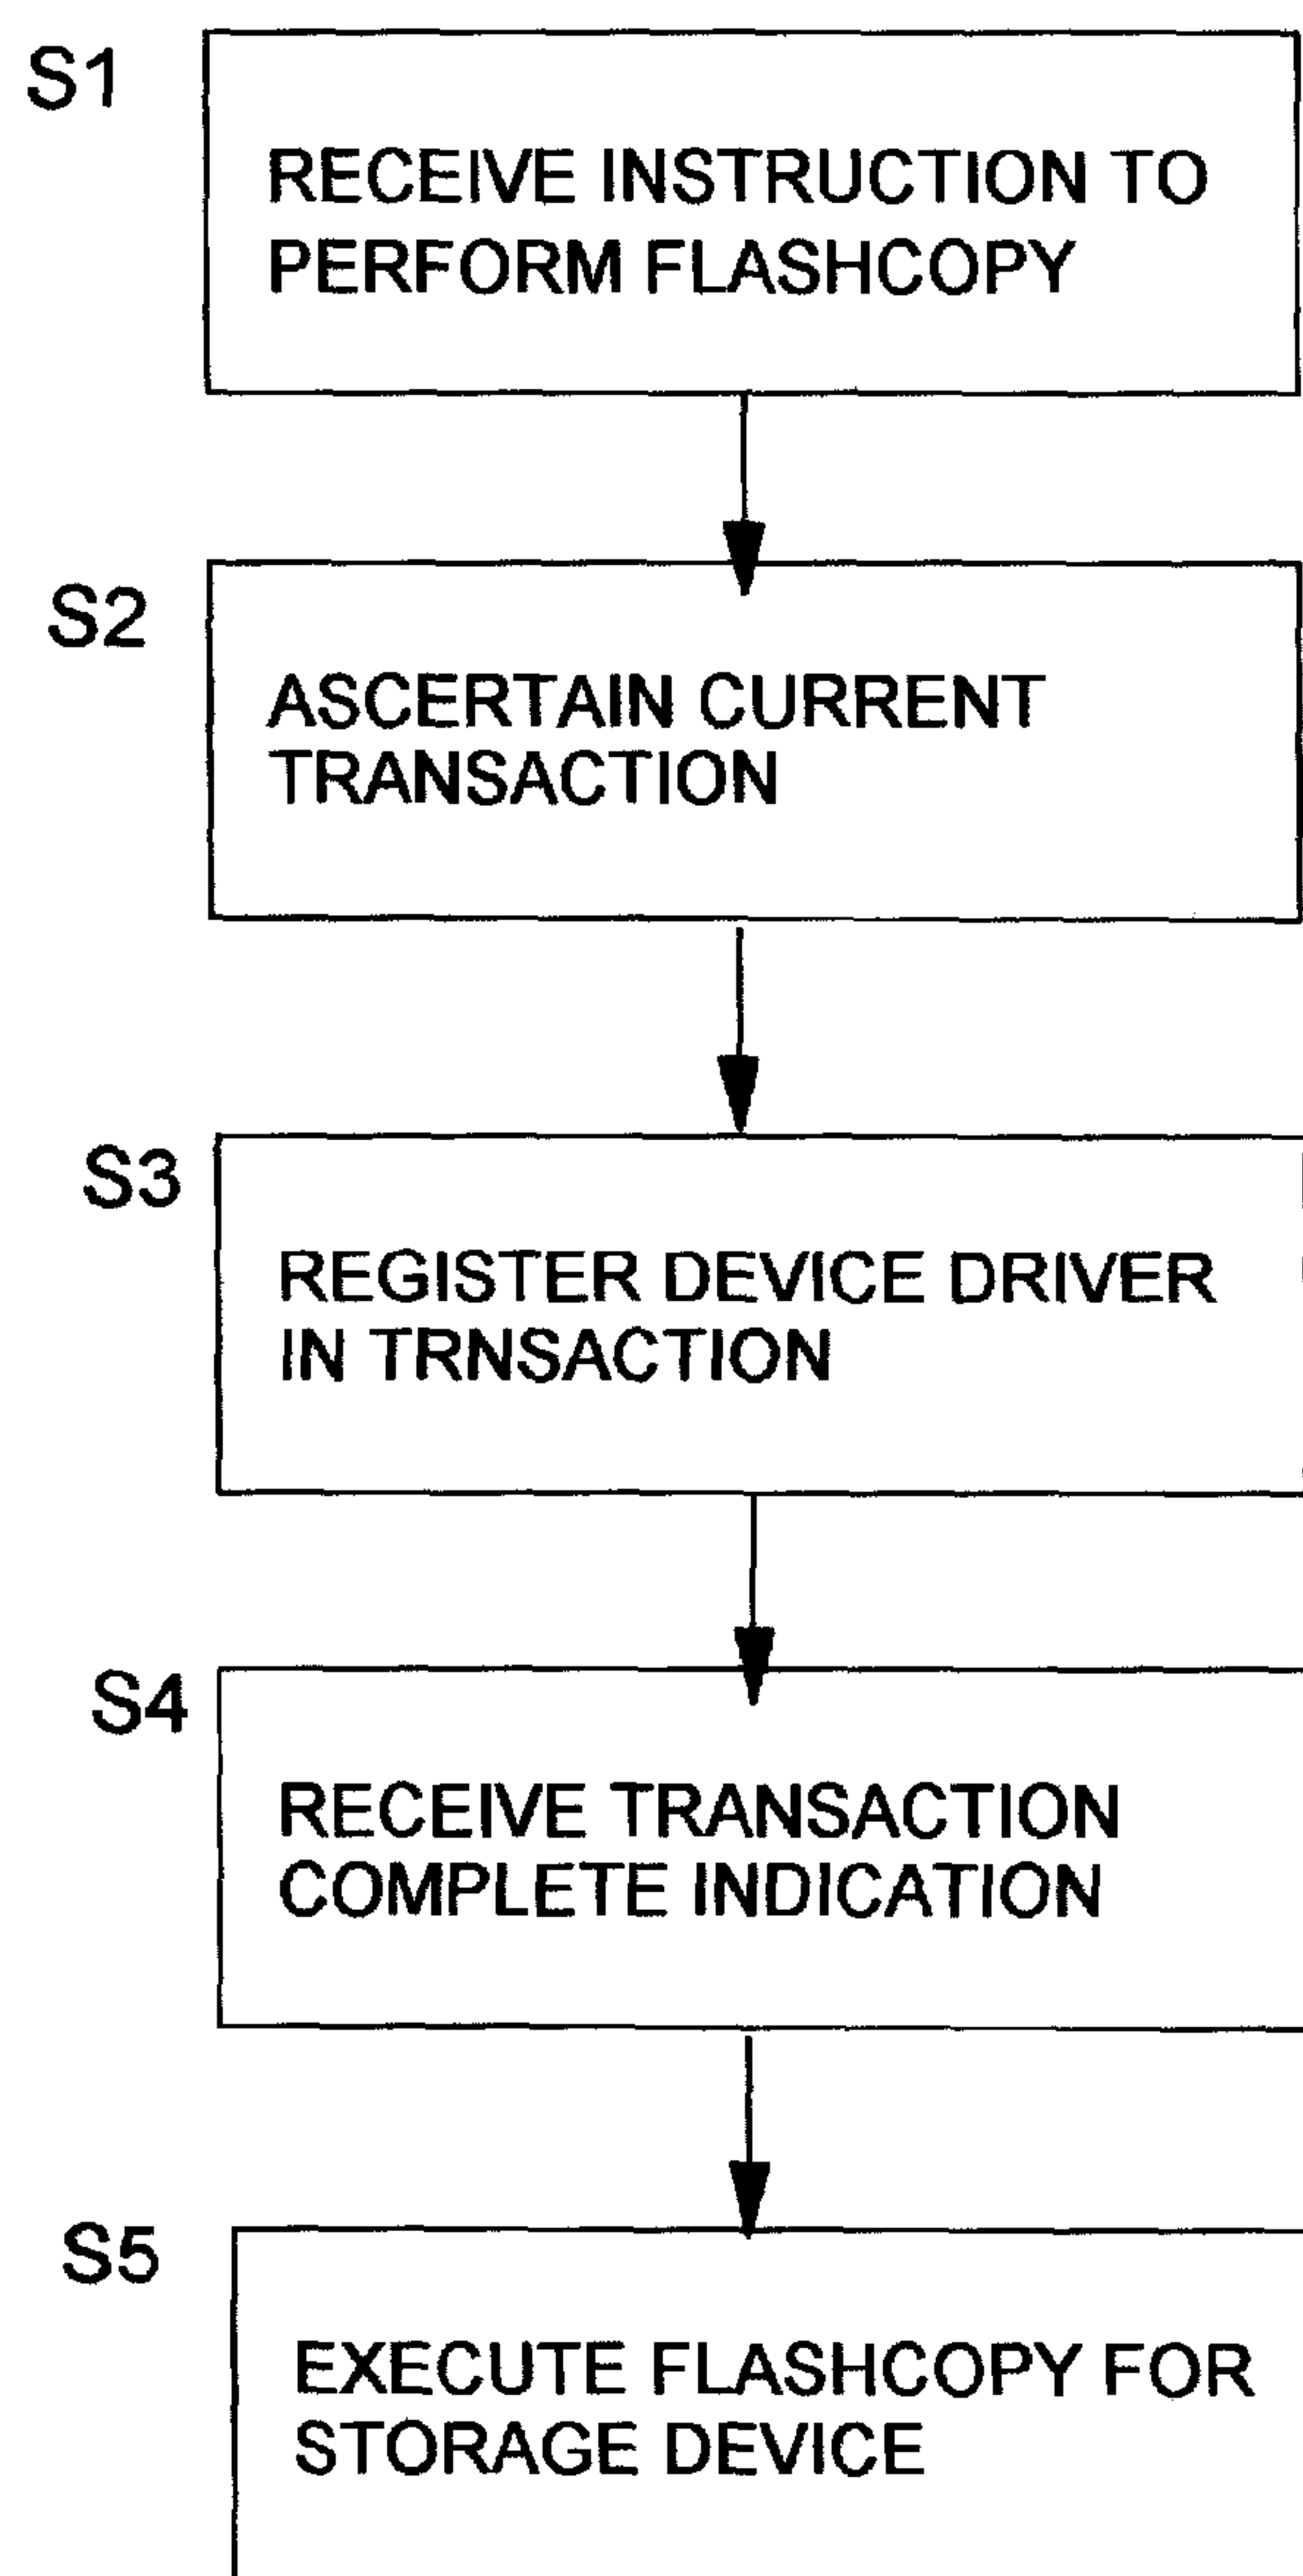 S1
RECEIVE INSTRUCTION TO
PERFORM FLASHCOPY
S2
ASCERTAIN CURRENT
TRANSACTION
S3
REGISTER DEVICE DRIVER
IN TRNSACTION
S4
RECEIVE TRANSACTION
COMPLETE INDICATION
S5
EXECUTE FLASHCOPY FOR
STORAGE DEVICE